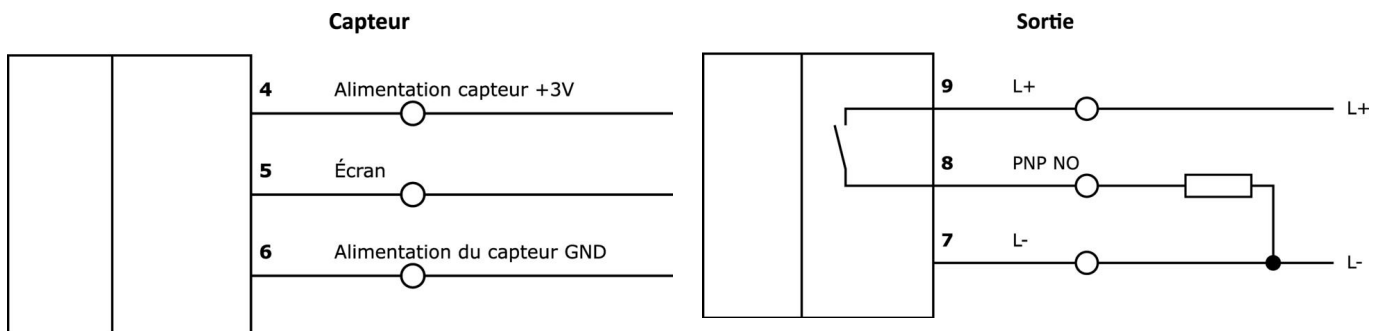 Capteur
4 Alimentation capteur +3V
5 Écran
6 Alimentation du capteur GND
Sortie
9 L+ L+
8 PNP NO
7 L- L-